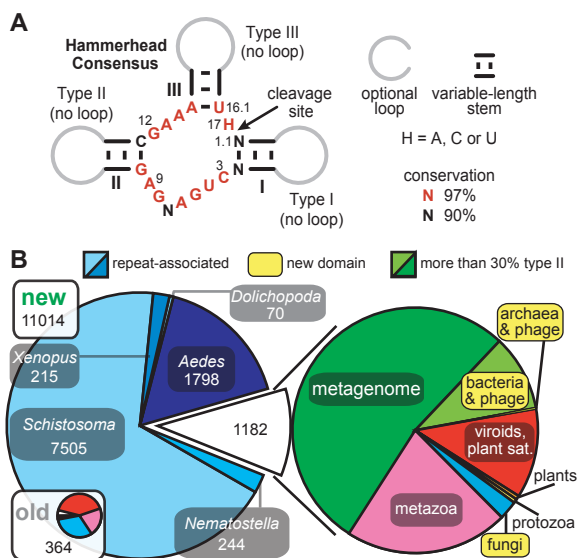 A
Hammerhead
Consensus
Type III
(no loop)
Type II
(no loop)
III
12
G A A A
U
16.1
17
H
cleavage
site
C
N
1.1
N
3
C
II
G
A
9
G
N
A
G
U
I
Type I
(no loop)
optional
loop
variable-length
stem
H = A, C or U
conservation
N 97%
N 90%
B
repeat-associated
new domain
more than 30% type II
new
11014
Dolichopoda
70
Xenopus
215
Aedes
1798
Schistosoma
7505
1182
Nematostella
244
old
364
metagenome
archaea
& phage
bacteria
& phage
viroids,
plant sat.
plants
protozoa
metazoa
fungi